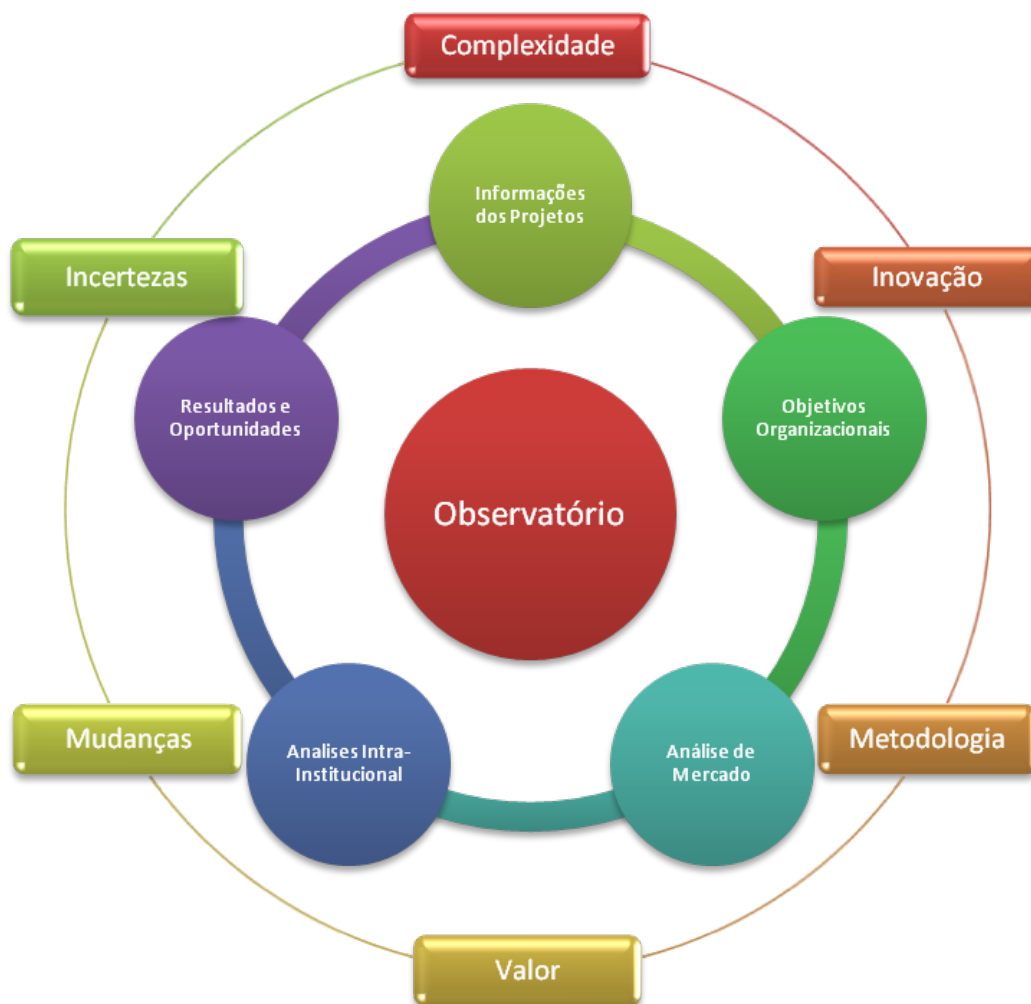 Complexidade
Informações
dos Projetos
Incertezas
Inovação
Resultados e
Oportunidades
Objetivos
Organizacionais
Observatório
Mudanças
Analises Intra-
Institucional
Análise de
Mercado
Metodologia
Valor